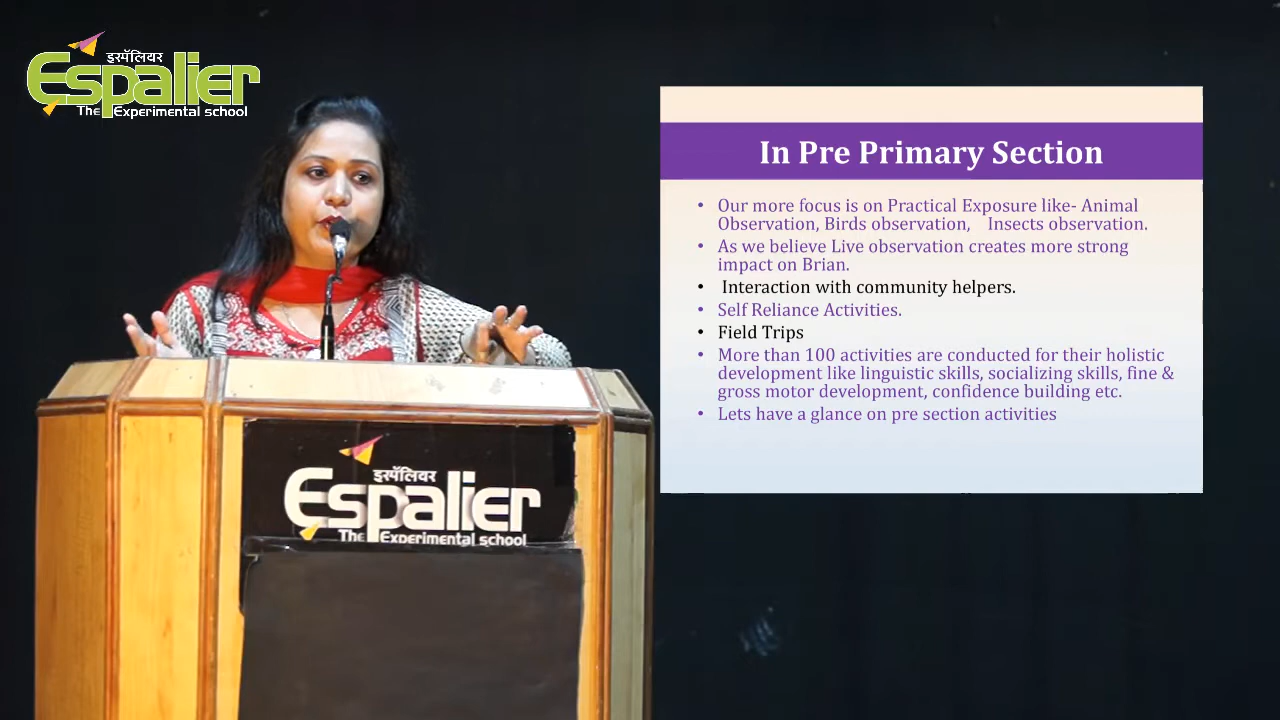 इस्पॅलियर
Espalier
The Experimental school
In Pre Primary Section
• Our more focus is on Practical Exposure like- Animal
Observation, Birds observation, Insects observation.
• As we believe Live observation creates more strong
impact on Brian.
• Interaction with community helpers.
• Self Reliance Activities.
• Field Trips
• More than 100 activities are conducted for their holistic
development like linguistic skills, socializing skills, fine &
gross motor development, confidence building etc.
• Lets have a glance on pre section activities
इस्पॅलियर
Espalier
The Experimental school